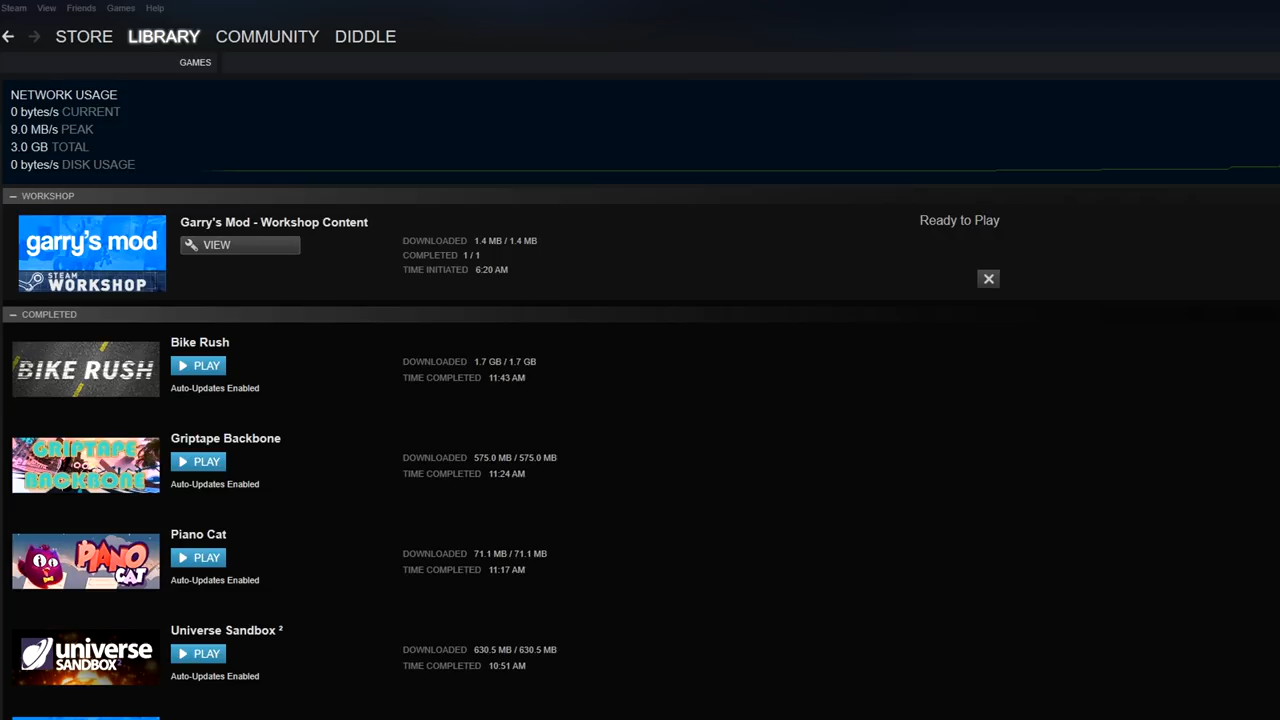 Steam View Friends Games Help
STORE LIBRARY COMMUNITY DIDDLE
GAMES
NETWORK USAGE
0 bytes/s CURRENT
9.0 MB/s PEAK
3.0 GB TOTAL
0 bytes/s DISK USAGE
WORKSHOP
garry's mod
STEAM
WORKSHOP
Garry's Mod - Workshop Content
VIEW
DOWNLOADED 1.4 MB / 1.4 MB
COMPLETED 1 / 1
TIME INITIATED 6:20 AM
Ready to Play
COMPLETED
BIKE RUSH
Bike Rush
PLAY
Auto-Updates Enabled
DOWNLOADED 1.7 GB / 1.7 GB
TIME COMPLETED 11:43 AM
GRIPTAPE
BACKBONE
Griptape Backbone
PLAY
Auto-Updates Enabled
DOWNLOADED 575.0 MB / 575.0 MB
TIME COMPLETED 11:24 AM
PIANO
CAT
Piano Cat
PLAY
Auto-Updates Enabled
DOWNLOADED 71.1 MB / 71.1 MB
TIME COMPLETED 11:17 AM
universe
SANDBOX²
Universe Sandbox ²
PLAY
Auto-Updates Enabled
DOWNLOADED 630.5 MB / 630.5 MB
TIME COMPLETED 10:51 AM